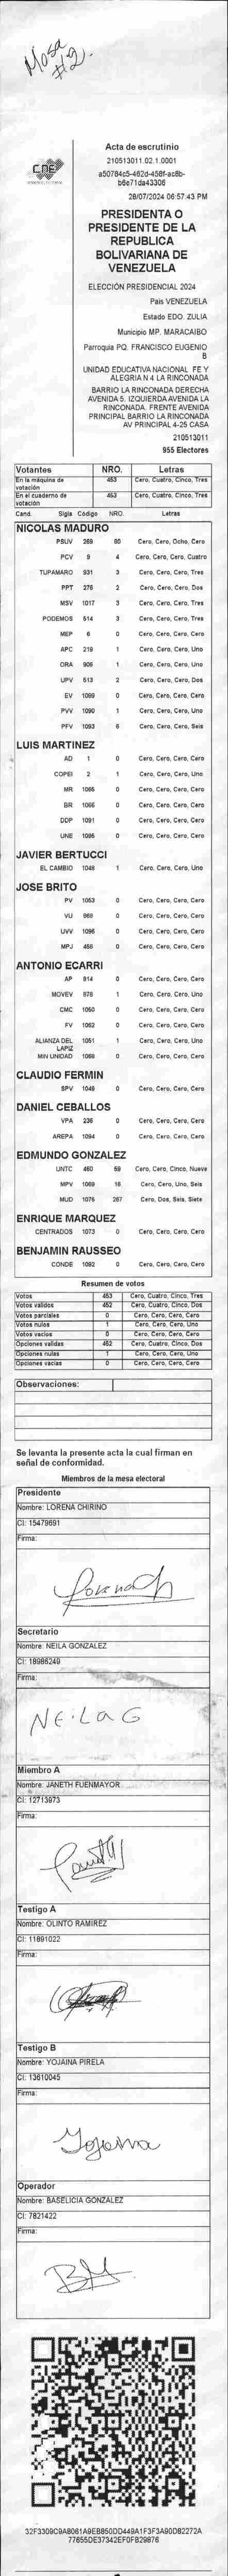 Mesa
#2.
Acta de escrutinio
CNE
210513011.02.1.0001
a50784c5-462d-458f-ac8b-
b6e71da43306
28/07/2024 06:57:43 PM
PRESIDENTA O
PRESIDENTE DE LA
REPUBLICA
BOLIVARIANA DE
VENEZUELA
ELECCIÓN PRESIDENCIAL 2024
Pais VENEZUELA
Estado EDO. ZULIA
Municipio MP. MARACAIBO
Parroquia PQ. FRANCISCO EUGENIO
B
UNIDAD EDUCATIVA NACIONAL FE Y
ALEGRIA N 4 LA RINCONADA
BARRIO LA RINCONADA DERECHA
AVENIDA 5. IZQUIERDA AVENIDA LA
RINCONADA. FRENTE AVENIDA
PRINCIPAL BARRIO LA RINCONADA
AV PRINCIPAL 4-25 CASA
210513011
955 Electores
Votantes NRO. Letras
En la máquina de votación 453 Cero, Cuatro, Cinco, Tres
En el cuaderno de votación 453 Cero, Cuatro, Cinco, Tres
Cand. Sigla Código NRO. Letras
NICOLAS MADURO
PSUV 269 80 Cero, Cero, Ocho, Cero
PCV 9 4 Cero, Cero, Cero, Cuatro
TUPAMARO 931 3 Cero, Cero, Cero, Tres
PPT 276 2 Cero, Cero, Cero, Dos
MSV 1017 3 Cero, Cero, Cero, Tres
PODEMOS 514 3 Cero, Cero, Cero, Tres
MEP 6 0 Cero, Cero, Cero, Cero
APC 219 1 Cero, Cero, Cero, Uno
ORA 906 1 Cero, Cero, Cero, Uno
UPV 513 2 Cero, Cero, Cero, Dos
EV 1099 0 Cero, Cero, Cero, Cero
PVV 1090 1 Cero, Cero, Cero, Uno
PFV 1093 6 Cero, Cero, Cero, Seis
LUIS MARTINEZ
AD 1 0 Cero, Cero, Cero, Cero
COPEI 2 1 Cero, Cero, Cero, Uno
MR 1065 0 Cero, Cero, Cero, Cero
BR 1066 0 Cero, Cero, Cero, Cero
DDP 1091 0 Cero, Cero, Cero, Cero
UNE 1095 0 Cero, Cero, Cero, Cero
JAVIER BERTUCCI
EL CAMBIO 1048 1 Cero, Cero, Cero, Uno
JOSE BRITO
PV 1053 0 Cero, Cero, Cero, Cero
VU 968 0 Cero, Cero, Cero, Cero
UVV 1096 0 Cero, Cero, Cero, Cero
MPJ 458 0 Cero, Cero, Cero, Cero
ANTONIO ECARRI
AP 914 0 Cero, Cero, Cero, Cero
MOVEV 978 1 Cero, Cero, Cero, Uno
CMC 1050 0 Cero, Cero, Cero, Cero
FV 1062 0 Cero, Cero, Cero, Cero
ALIANZA DEL LAPIZ 1051 1 Cero, Cero, Cero, Uno
MIN UNIDAD 1069 0 Cero, Cero, Cero, Cero
CLAUDIO FERMIN
SPV 1049 0 Cero, Cero, Cero, Cero
DANIEL CEBALLOS
VPA 236 0 Cero, Cero, Cero, Cero
AREPA 1094 0 Cero, Cero, Cero, Cero
EDMUNDO GONZALEZ
UNTC 460 59 Cero, Cero, Cinco, Nueve
MPV 1069 16 Cero, Cero, Uno, Seis
MUD 1076 267 Cero, Dos, Seis, Siete
ENRIQUE MARQUEZ
CENTRADOS 1073 0 Cero, Cero, Cero, Cero
BENJAMIN RAUSSEO
CONDE 1092 0 Cero, Cero, Cero, Cero
Resumen de votos
Votos 453 Cero, Cuatro, Cinco, Tres
Votos validos 452 Cero, Cuatro, Cinco, Dos
Votos parciales 0 Cero, Cero, Cero, Cero
Votos nulos 1 Cero, Cero, Cero, Uno
Votos vacios 0 Cero, Cero, Cero, Cero
Opciones validas 452 Cero, Cuatro, Cinco, Dos
Opciones nulas 1 Cero, Cero, Cero, Uno
Opciones vacias 0 Cero, Cero, Cero, Cero
Observaciones:
Se levanta la presente acta la cual firman en
señal de conformidad.
Miembros de la mesa electoral
Presidente
Nombre: LORENA CHIRINO
CI: 15479691
Firma:
Lorena Ch
Secretario
Nombre: NEILA GONZALEZ
CI: 18986249
Firma:
NEiLa G
Miembro A
Nombre: JANETH FUENMAYOR
CI: 12713973
Firma:
Testigo A
Nombre: OLINTO RAMIREZ
CI: 11891022
Firma:
Testigo B
Nombre: YOJAINA PIRELA
CI: 13610045
Firma:
Yojaina
Operador
Nombre: BASELICIA GONZALEZ
CI: 7821422
Firma:
32F3309C9AB061A9EB850DD449A1F3F3A90D82272A
77655DE37342EF0FB29876